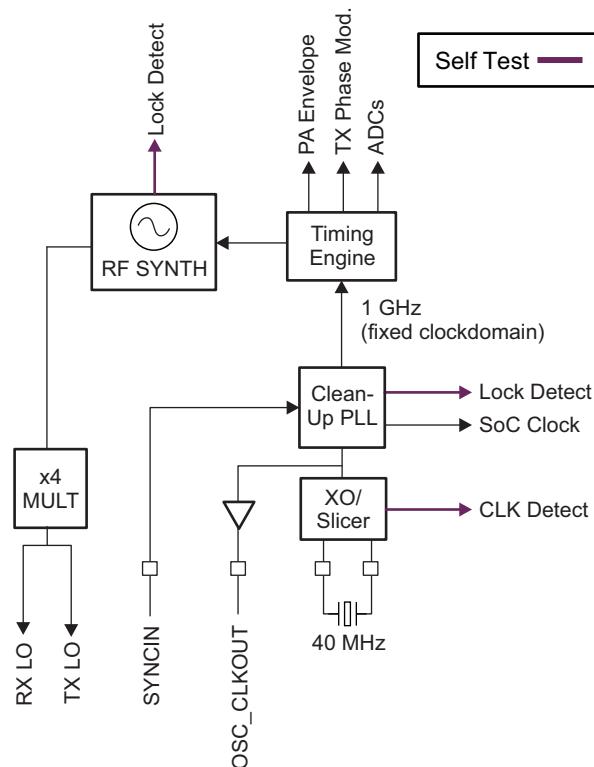 Self Test
Lock Detect
PA Envelope
TX Phase Mod.
ADCs
RF SYNTH
Timing
Engine
1 GHz
(fixed clockdomain)
Clean-
Up PLL
Lock Detect
SoC Clock
x4
MULT
XO/
Slicer
CLK Detect
40 MHz
RX LO
TX LO
SYNCIN
OSC_CLKOUT